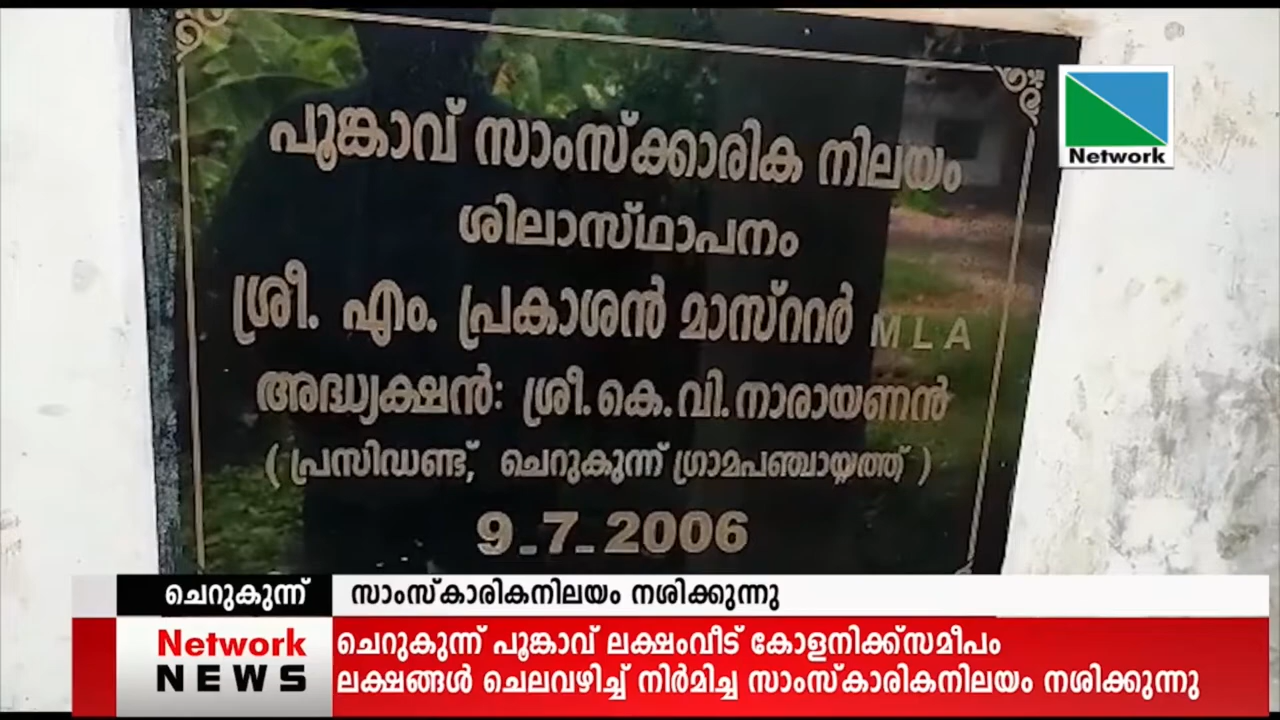 പൂങ്കാവ് സാംസ്ക്കാരിക നിലയം
ശിലാസ്ഥാപനം
ശ്രീ. എം. പ്രകാശൻ മാസ്റ്റർ MLA
അദ്ധ്യക്ഷൻ: ശ്രീ. കെ. വി. നാരായണൻ
( പ്രസിഡണ്ട്, ചെറുകുന്ന് ഗ്രാമപഞ്ചായ്യത്ത് )
9-7-2006
Network
ചെറുകുന്ന് സാംസ്കാരികനിലയം നശിക്കുന്നു
Network NEWS
ചെറുകുന്ന് പൂങ്കാവ് ലക്ഷംവീട് കോളനിക്ക്സമീപം
ലക്ഷങ്ങൾ ചെലവഴിച്ച് നിർമിച്ച സാംസ്കാരികനിലയം നശിക്കുന്നു